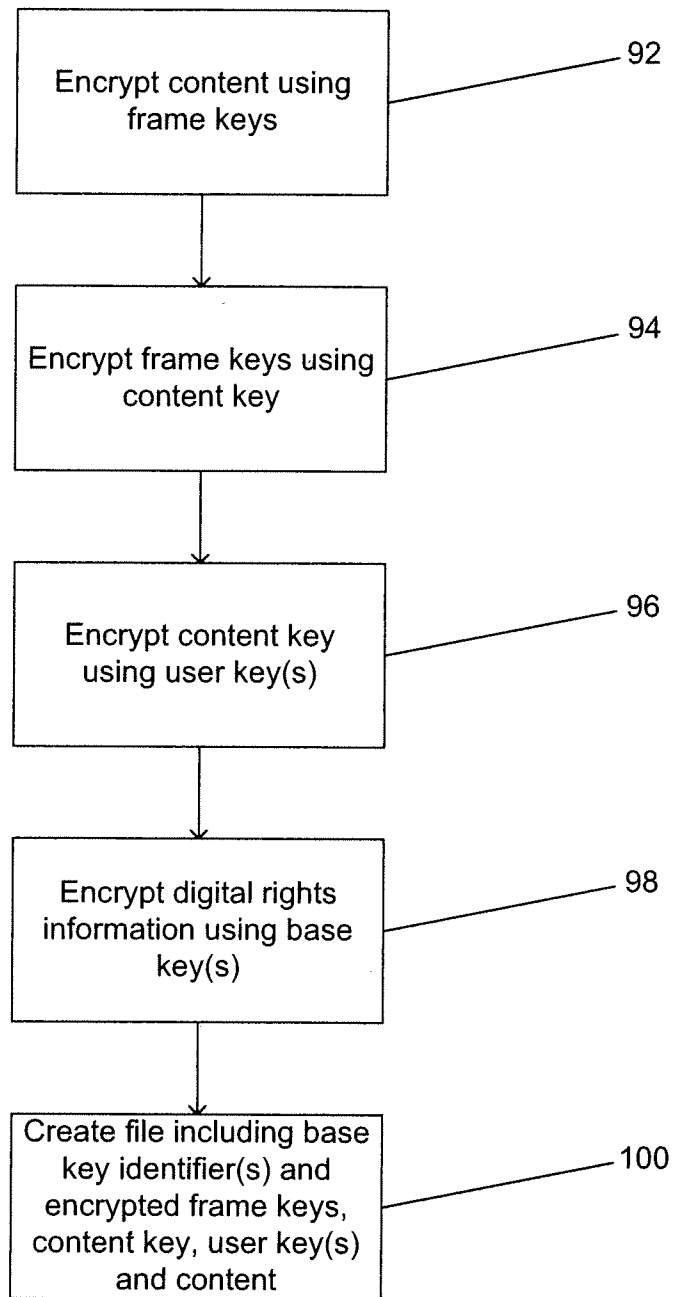 Encrypt content using
frame keys
92
Encrypt frame keys using
content key
94
Encrypt content key
using user key(s)
96
Encrypt digital rights
information using base
key(s)
98
Create file including base
key identifier(s) and
encrypted frame keys,
content key, user key(s)
and content
100